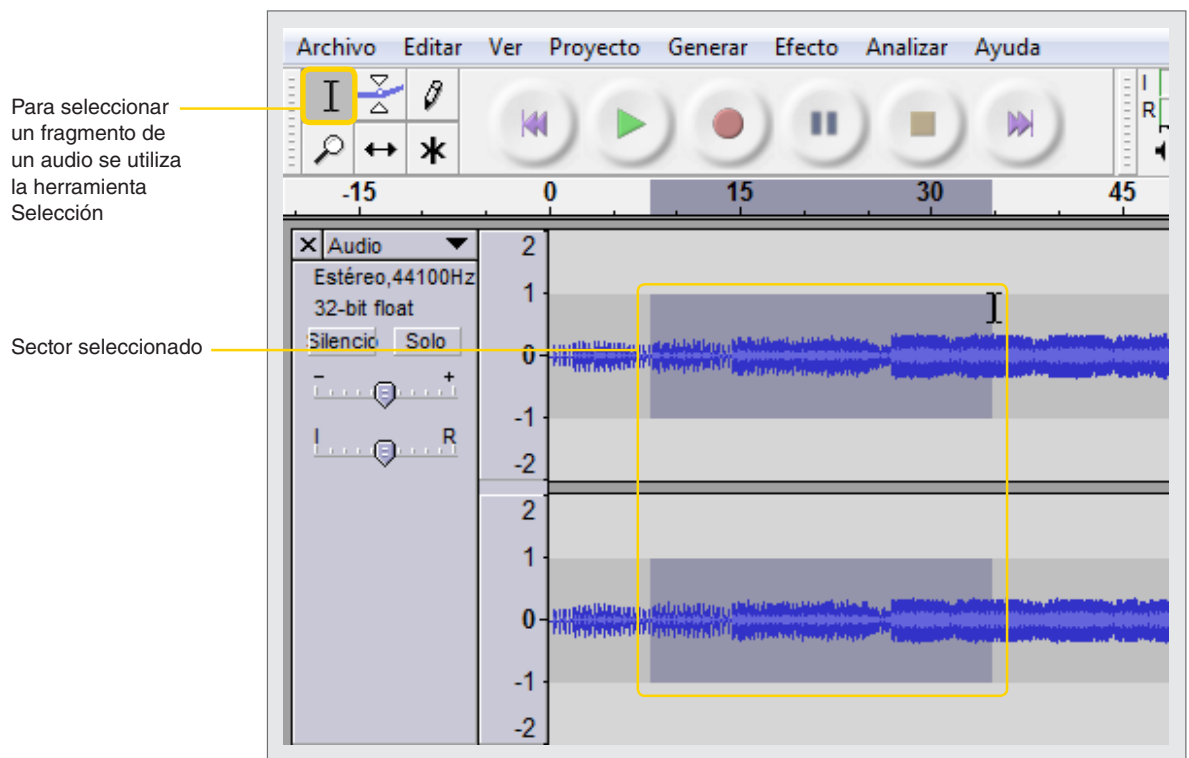 Archivo Editar Ver Proyecto Generar Efecto Analizar Ayuda
Para seleccionar
un fragmento de
un audio se utiliza
la herramienta
Selección
I
R
-15 0 15 30 45
Audio
Estéreo,44100Hz
32-bit float
Silencio Solo
- +
I R
Sector seleccionado
2
1
0
-1
-2
2
1
0
-1
-2